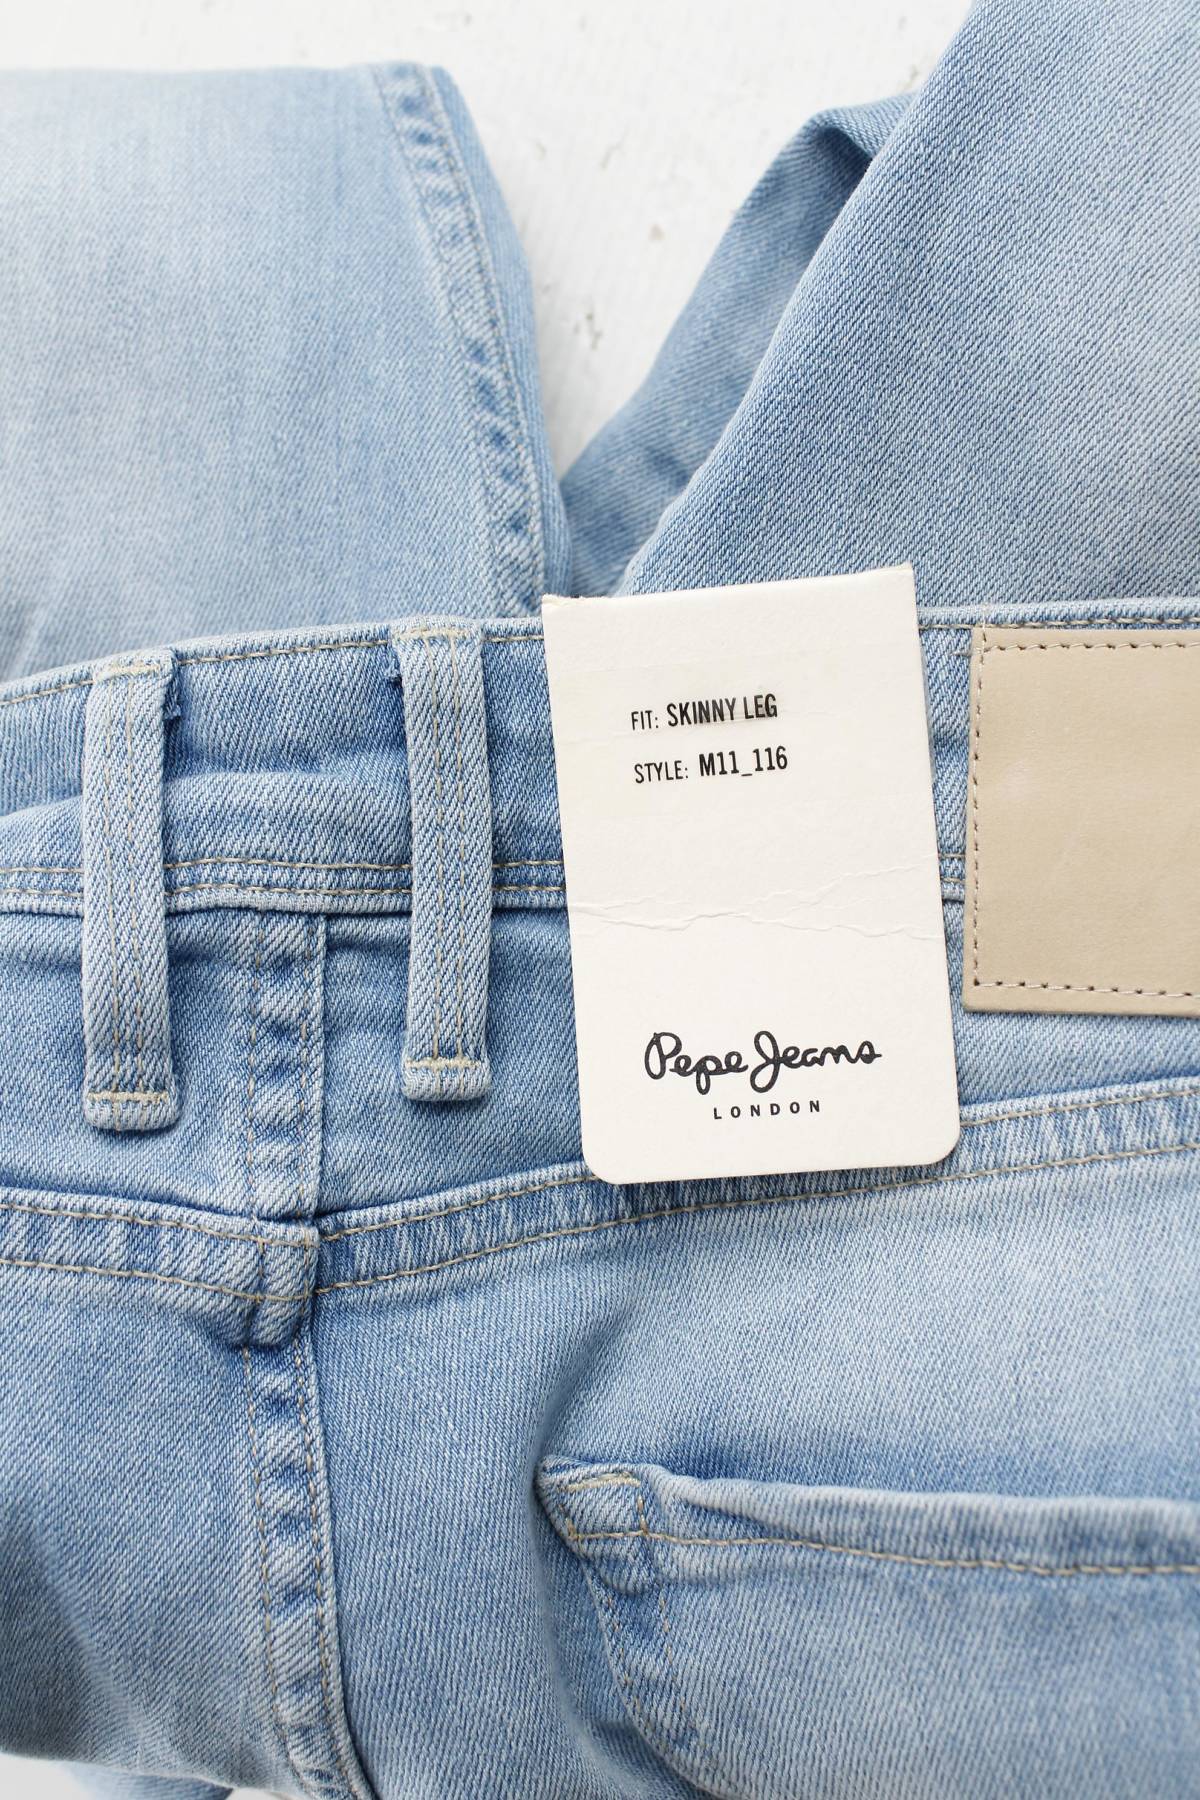 FIT: SKINNY LEG
STYLE: M11_116
Pepe Jeans
LONDON